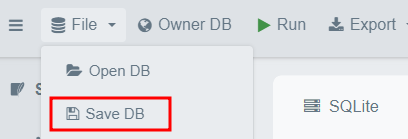 File Owner DB Run Export
Open DB
Save DB
SQLite